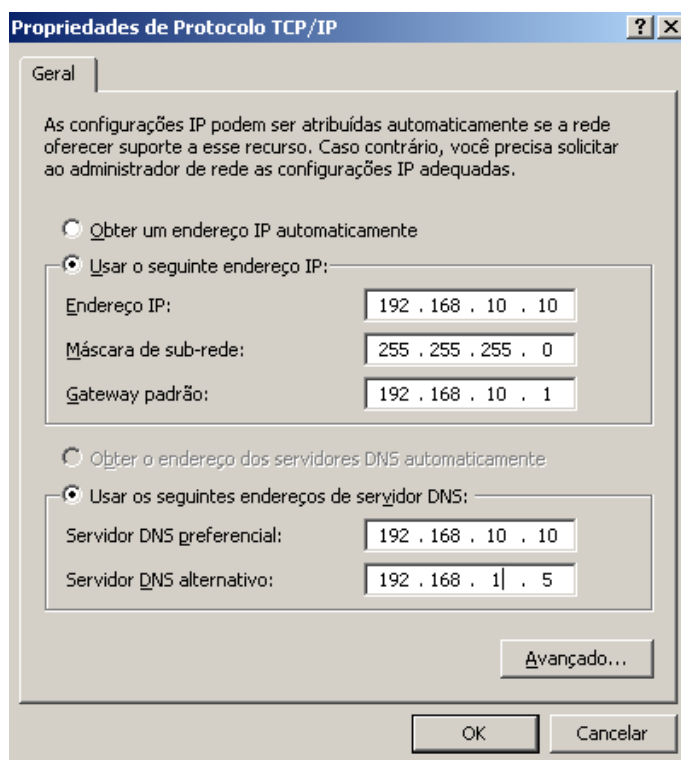 Propriedades de Protocolo TCP/IP
Geral
As configurações IP podem ser atribuídas automaticamente se a rede
oferecer suporte a esse recurso. Caso contrário, você precisa solicitar
ao administrador de rede as configurações IP adequadas.
Obter um endereço IP automaticamente
Usar o seguinte endereço IP:
Endereço IP: 192 . 168 . 10 . 10
Máscara de sub-rede: 255 . 255 . 255 . 0
Gateway padrão: 192 . 168 . 10 . 1
Obter o endereço dos servidores DNS automaticamente
Usar os seguintes endereços de servidor DNS:
Servidor DNS preferencial: 192 . 168 . 10 . 10
Servidor DNS alternativo: 192 . 168 . 1 . 5
Avançado...
OK Cancelar